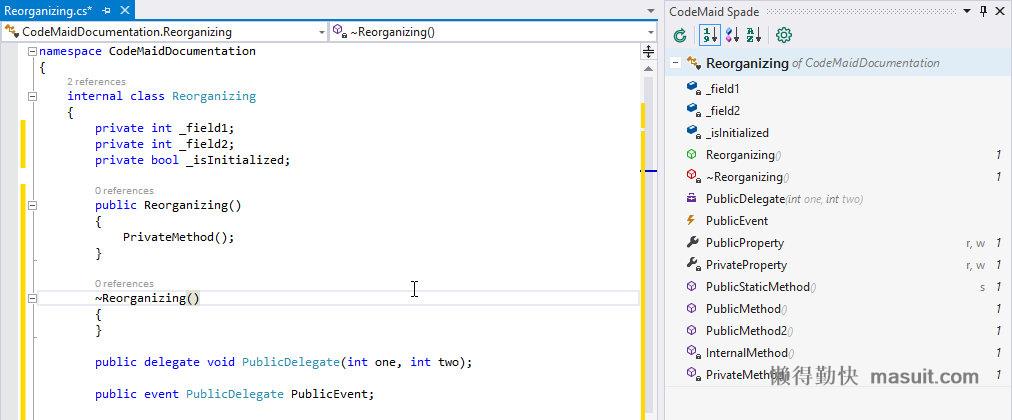 Reorganizing.cs*
CodeMaidDocumentation.Reorganizing
~Reorganizing()
namespace CodeMaidDocumentation
{
2 references
internal class Reorganizing
{
private int _field1;
private int _field2;
private bool _isInitialized;
0 references
public Reorganizing()
{
PrivateMethod();
}
0 references
~Reorganizing()
{
}
public delegate void PublicDelegate(int one, int two);
public event PublicDelegate PublicEvent;
CodeMaid Spade
Reorganizing of CodeMaidDocumentation
_field1
_field2
_isInitialized
Reorganizing() 1
~Reorganizing() 1
PublicDelegate(int one, int two)
PublicEvent
PublicProperty r, w 1
PrivateProperty r, w 1
PublicStaticMethod() s 1
PublicMethod() 1
PublicMethod2() 1
InternalMethod() 1
PrivateMethod() 1
懒得勤快 masuit.com